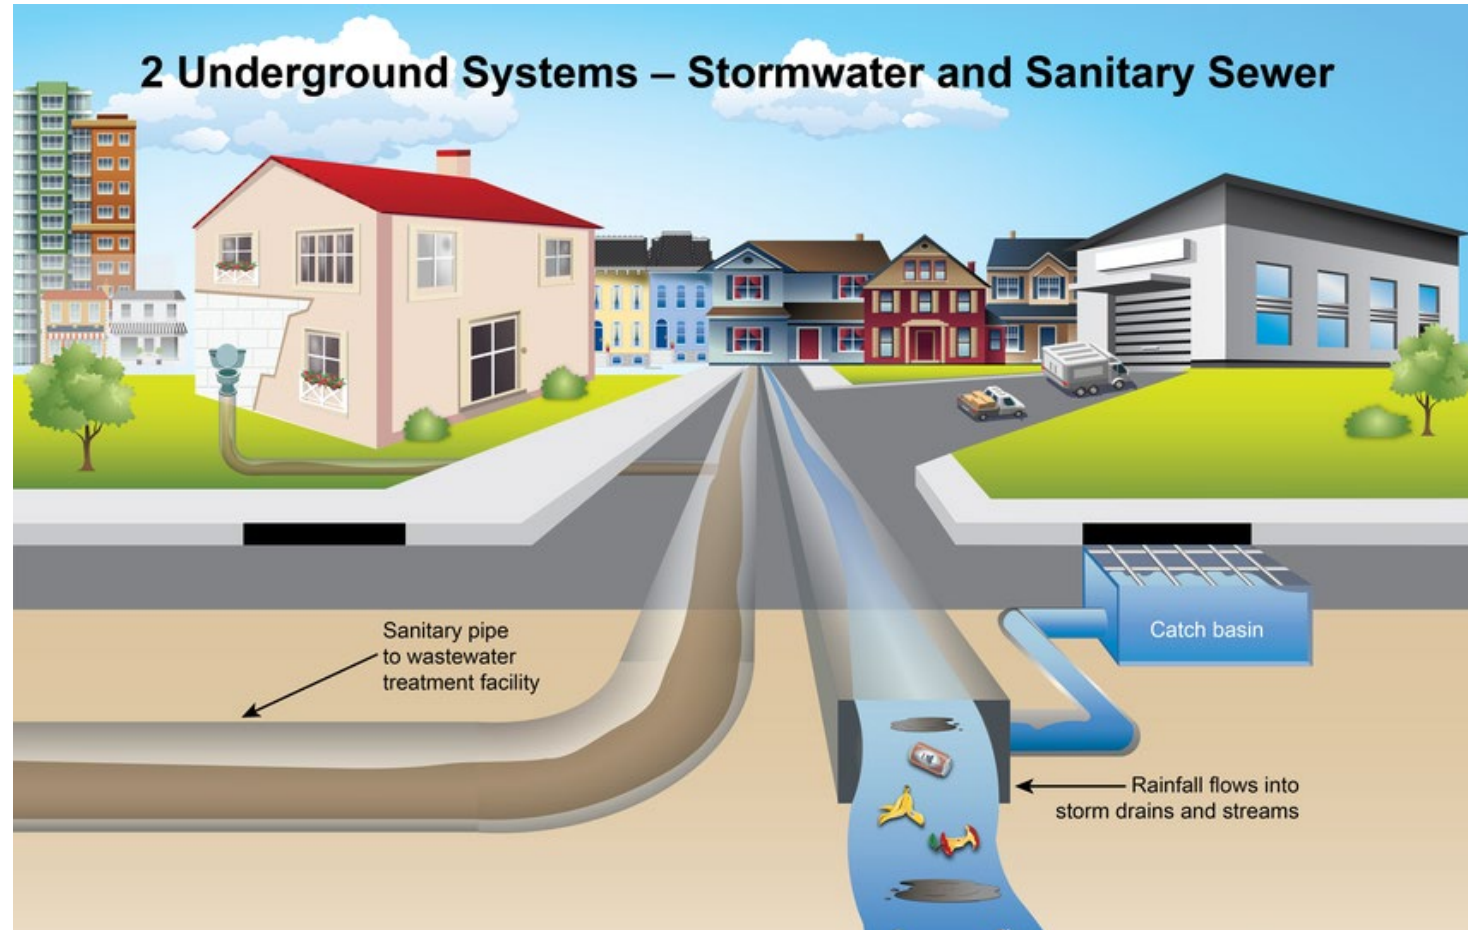 2 Underground Systems – Stormwater and Sanitary Sewer
Sanitary pipe
to wastewater
treatment facility
Catch basin
Rainfall flows into
storm drains and streams